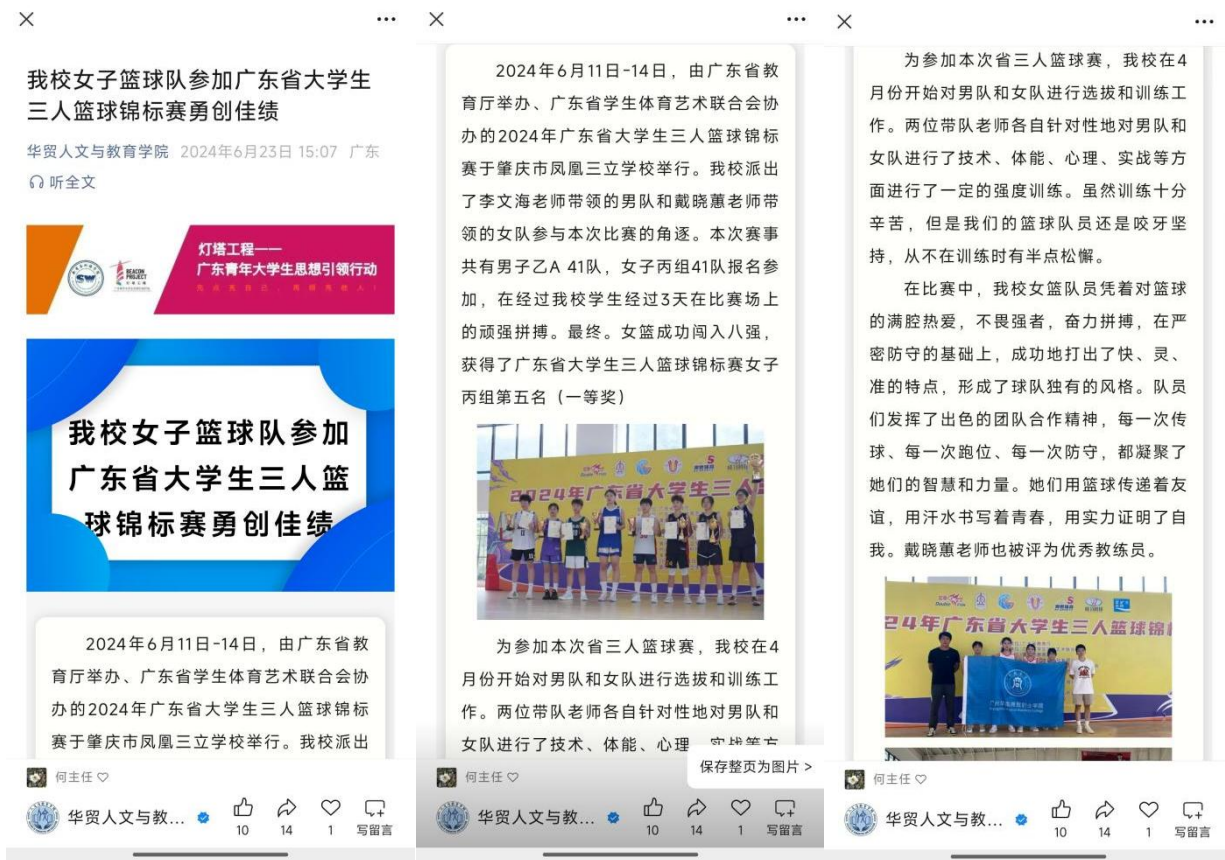 我校女子篮球队参加广东省大学生
三人篮球锦标赛勇创佳绩
华贸人文与教育学院 2024年6月23日 15:07 广东
听全文
灯塔工程——
广东青年大学生思想引领行动
BEACON
PROJECT
我校女子篮球队参加
广东省大学生三人篮
球锦标赛勇创佳绩
2024年6月11日-14日，由广东省教
育厅举办、广东省学生体育艺术联合会协
办的2024年广东省大学生三人篮球锦标
赛于肇庆市凤凰三立学校举行。我校派出
何主任
华贸人文与教...
10
14
1
写留言
2024年6月11日-14日，由广东省教
育厅举办、广东省学生体育艺术联合会协
办的2024年广东省大学生三人篮球锦标
赛于肇庆市凤凰三立学校举行。我校派出
了李文海老师带领的男队和戴晓蕙老师带
领的女队参与本次比赛的角逐。本次赛事
共有男子乙A 41队，女子丙组41队报名参
加，在经过我校学生经过3天在比赛场上
的顽强拼搏。最终。女篮成功闯入八强，
获得了广东省大学生三人篮球锦标赛女子
丙组第五名（一等奖）
2024年广东省大学生三人
为参加本次省三人篮球赛，我校在4
月份开始对男队和女队进行选拔和训练工
作。两位带队老师各自针对性地对男队和
女队进行了技术、体能、心理、实战等方
保存整页为图片 >
何主任
华贸人文与教...
10
14
1
写留言
为参加本次省三人篮球赛，我校在4
月份开始对男队和女队进行选拔和训练工
作。两位带队老师各自针对性地对男队和
女队进行了技术、体能、心理、实战等方
面进行了一定的强度训练。虽然训练十分
辛苦，但是我们的篮球队员还是咬牙坚
持，从不在训练时有半点松懈。
在比赛中，我校女篮队员凭着对篮球
的满腔热爱，不畏强者，奋力拼搏，在严
密防守的基础上，成功地打出了快、灵、
准的特点，形成了球队独有的风格。队员
们发挥了出色的团队合作精神，每一次传
球、每一次跑位、每一次防守，都凝聚了
她们的智慧和力量。她们用篮球传递着友
谊，用汗水书写着青春，用实力证明了自
我。戴晓蕙老师也被评为优秀教练员。
24年广东省大学生三人篮球锦
何主任
华贸人文与教...
10
14
1
写留言